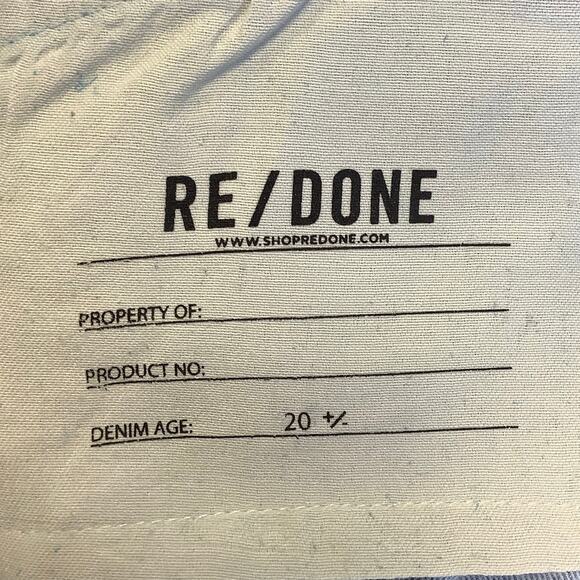 RE/DONE
WWW.SHOPREDONE.COM
PROPERTY OF:
PRODUCT NO:
DENIM AGE: 20 +/-